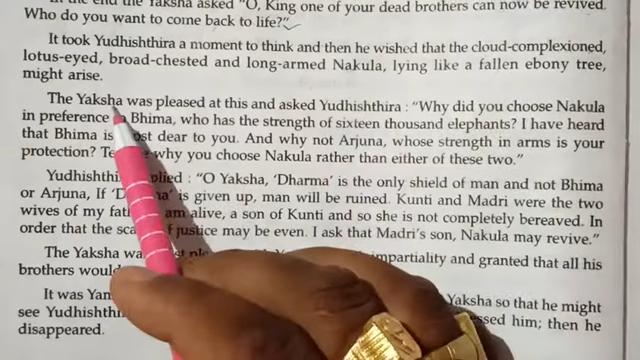 the Yaksha asked "O, King one of your dead brothers can now be revived.
Who do you want to come back to life?"
It took Yudhishthira a moment to think and then he wished that the cloud-complexioned,
lotus-eyed, broad-chested and long-armed Nakula, lying like a fallen ebony tree,
might arise.
The Yaksha was pleased at this and asked Yudhishthira : "Why did you choose Nakula
in preference Bhima, who has the strength of sixteen thousand elephants? I have heard
that Bhima is dear to you. And why not Arjuna, whose strength in arms is your
protection? why you choose Nakula rather than either of these two."
: "O Yaksha, 'Dharma' is the only shield of man and not Bhima
or Arjuna, If is given up, man will be ruined. Kunti and Madri were the two
wives of my am alive, a son of Kunti and so she is not completely bereaved. In
order that the justice may be even. I ask that Madri's son, Nakula may revive."
The Yaksha impartiality and granted that all his
brothers
It was Yaksha so that he might
see him; then he
disappeared.